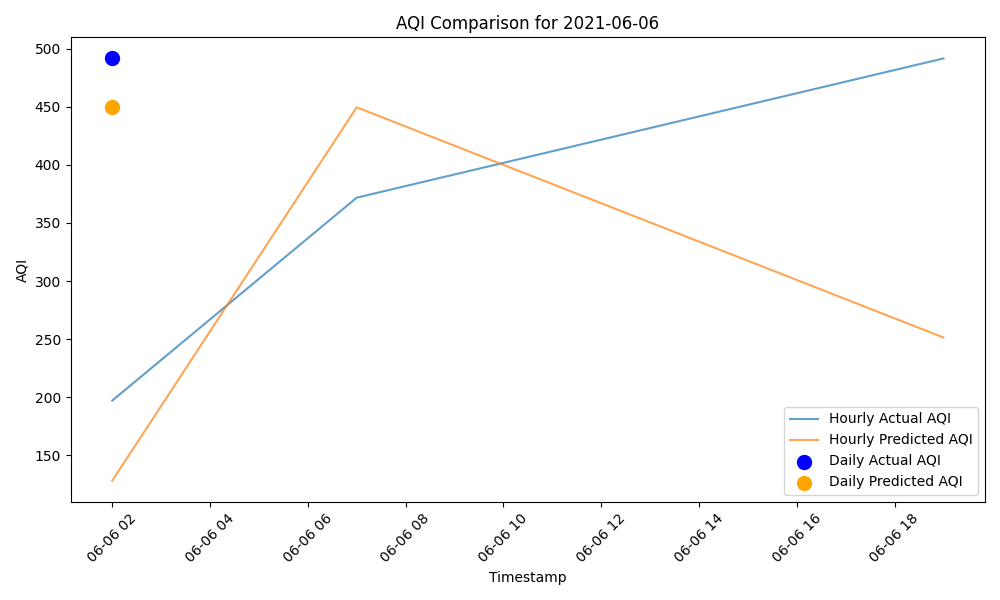 AQI Comparison for 2021-06-06
AQI
500
450
400
350
300
250
200
150
Hourly Actual AQI
Hourly Predicted AQI
Daily Actual AQI
Daily Predicted AQI
06-06 02
06-06 04
06-06 06
06-06 08
06-06 10
06-06 12
06-06 14
06-06 16
06-06 18
Timestamp